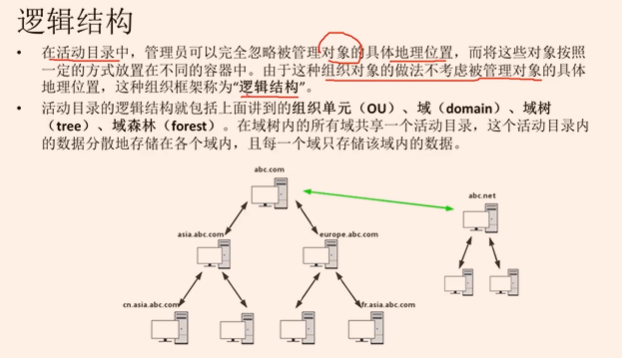 逻辑结构
• 在活动目录中，管理员可以完全忽略被管理对象的具体地理位置，而将这些对象按照
一定的方式放置在不同的容器中。由于这种组织对象的做法不考虑被管理对象的具体
地理位置，这种组织框架称为“逻辑结构”。
• 活动目录的逻辑结构就包括上面讲到的组织单元（OU）、域（domain）、域树
（tree）、域森林（forest）。在域树内的所有域共享一个活动目录，这个活动目录内
的数据分散地存储在各个域内，且每一个域只存储该域内的数据。
abc.com
abc.net
asia.abc.com
europe.abc.com
cn.asia.abc.com
fr.asia.abc.com